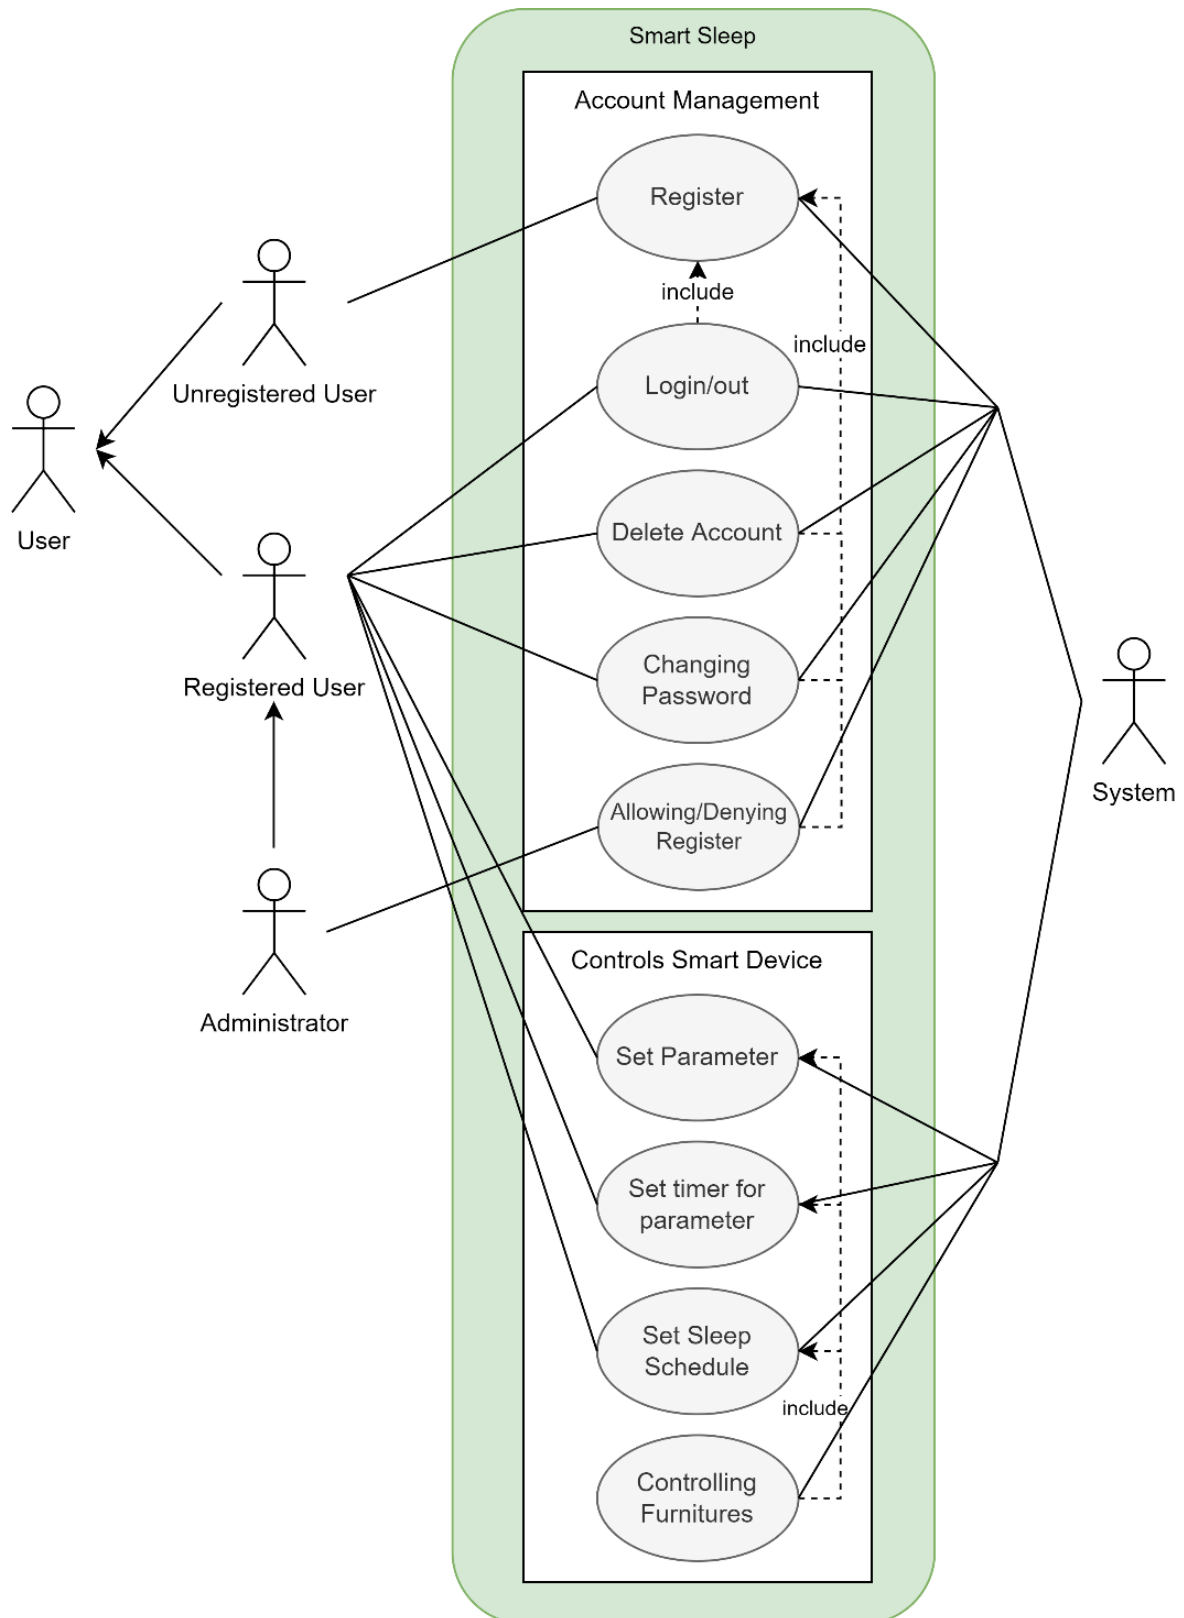 Smart Sleep
Account Management
Register
include
include
Unregistered User
Login/out
User
Delete Account
Registered User
Changing
Password
System
Allowing/Denying
Register
Administrator
Controls Smart Device
Set Parameter
Set timer for
parameter
Set Sleep
Schedule
include
Controlling
Furnitures